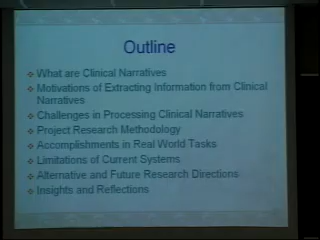 Outline
What are Clinical Narratives
Motivations of Extracting Information from Clinical
Narratives
Challenges in Processing Clinical Narratives
Project Research Methodology
Accomplishments in Real World Tasks
Limitations of Current Systems
Alternative and Future Research Directions
Insights and Reflections